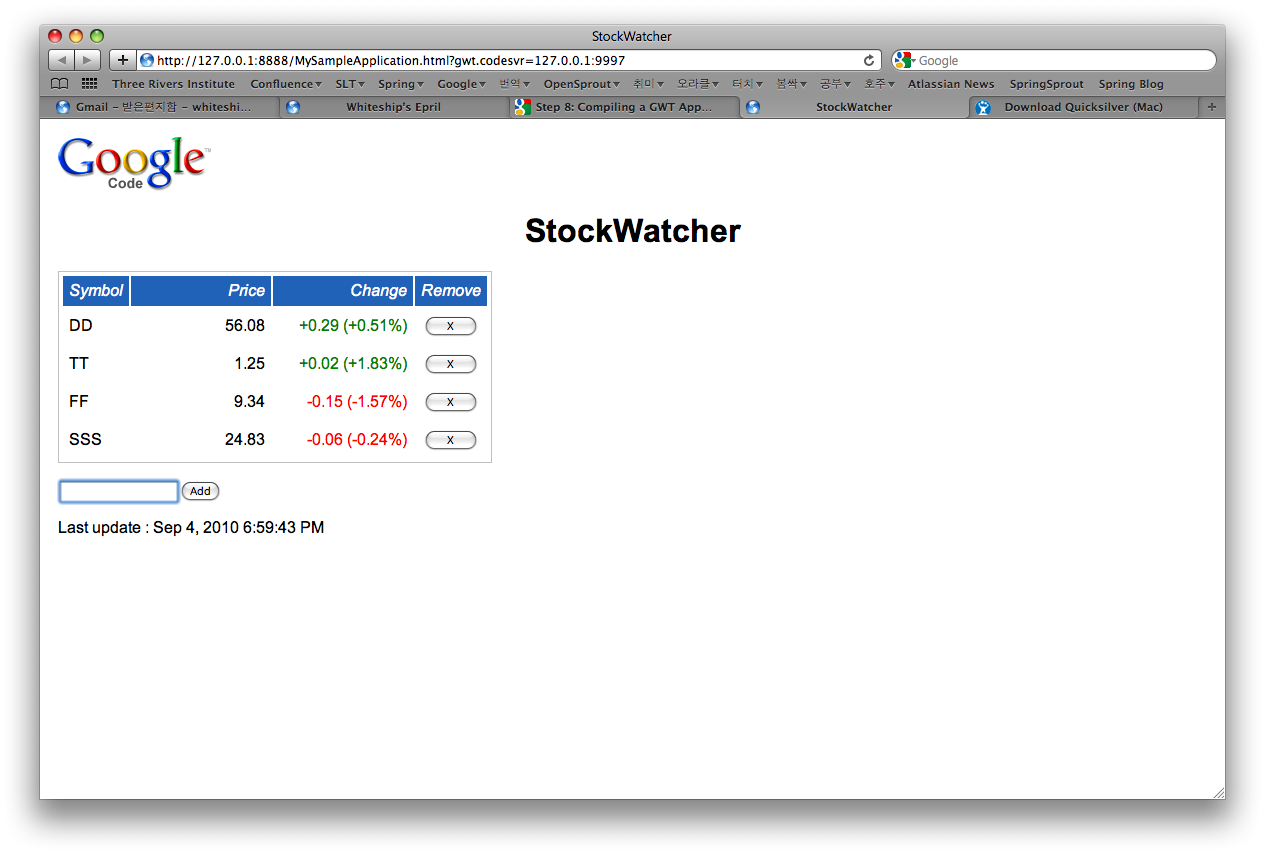 StockWatcher
http://127.0.0.1:8888/MySampleApplication.html?gwt.codesvr=127.0.0.1:9997
Google
Three Rivers Institute Confluence▾ SLT▾ Spring▾ Google▾ 번역▾ OpenSprout▾ 취미▾ 오라클▾ 터치▾ 봄싹▾ 공부▾ 호주▾ Atlassian News SpringSprout Spring Blog
Gmail – 받은편지함 – whiteshi... Whiteship's Epril Step 8: Compiling a GWT App... StockWatcher Download Quicksilver (Mac)
Google™
Code
StockWatcher
Symbol Price Change Remove
DD 56.08 +0.29 (+0.51%) X
TT 1.25 +0.02 (+1.83%) X
FF 9.34 -0.15 (-1.57%) X
SSS 24.83 -0.06 (-0.24%) X
Add
Last update : Sep 4, 2010 6:59:43 PM